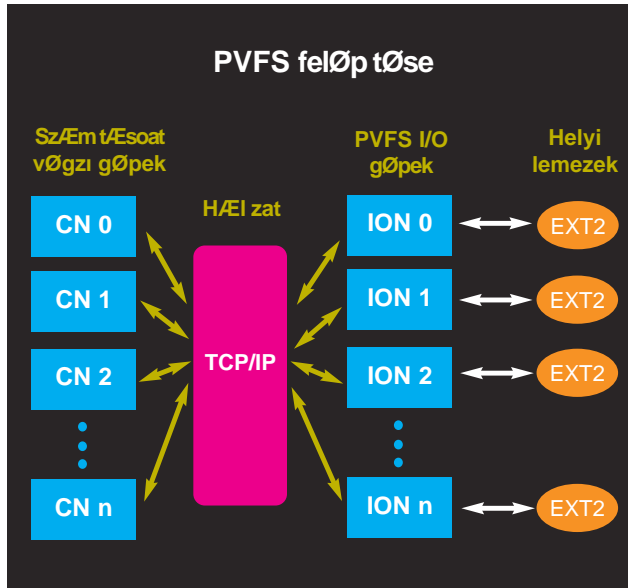 PVFS felØp tØse
SzÆm tÆsoat
vØgzı gØpek
HÆl zat
PVFS I/O
gØpek
Helyi
lemezek
CN 0
ION 0
EXT2
CN 1
ION 1
EXT2
TCP/IP
CN 2
ION 2
EXT2
CN n
ION n
EXT2